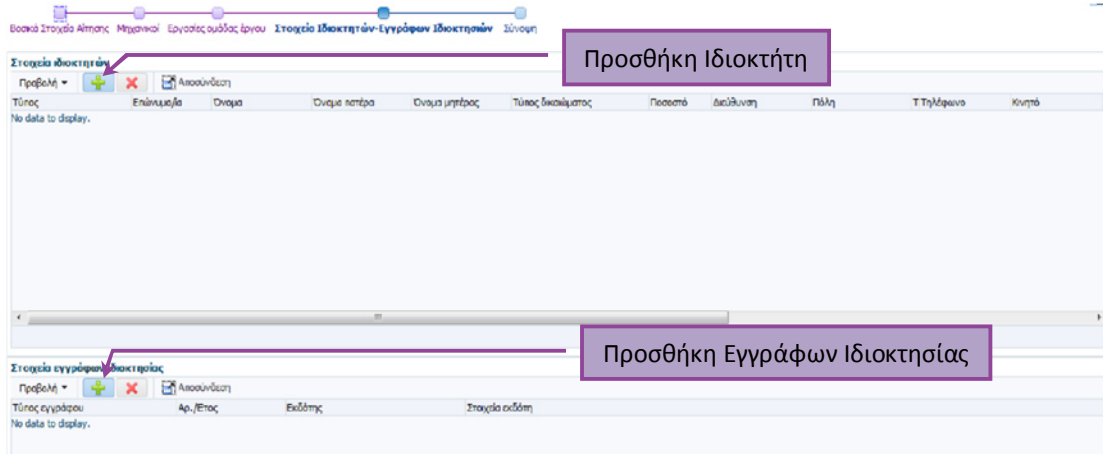 Βασικά Στοιχεία Αίτησης Μηχανικοί Εργασίες ομάδας έργου Στοιχεία Ιδιοκτητών-Εγγράφων Ιδιοκτησιών Σύνοψη
Προσθήκη Ιδιοκτήτη
Στοιχεία ιδιοκτητών
Προβολή Αποσύνδεση
Τύπος Επώνυμο/ία Όνομα Όνομα πατέρα Όνομα μητέρας Τύπος δικαιώματος Ποσοστό Διεύθυνση Πόλη Τ Τηλέφωνο Κινητό
No data to display.
Προσθήκη Εγγράφων Ιδιοκτησίας
Στοιχεία εγγράφων ιδιοκτησίας
Προβολή Αποσύνδεση
Τύπος εγγράφου Αρ./Έτος Εκδότης Στοιχεία εκδότη
No data to display.